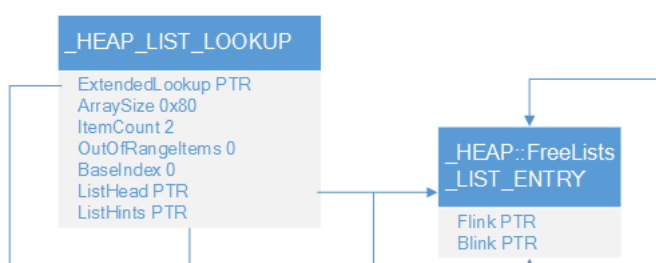 _HEAP_LIST_LOOKUP
ExtendedLookup PTR
ArraySize 0x80
ItemCount 2
OutOfRangeItems 0
BaseIndex 0
ListHead PTR
ListHints PTR
_HEAP::FreeLists
_LIST_ENTRY
Flink PTR
Blink PTR